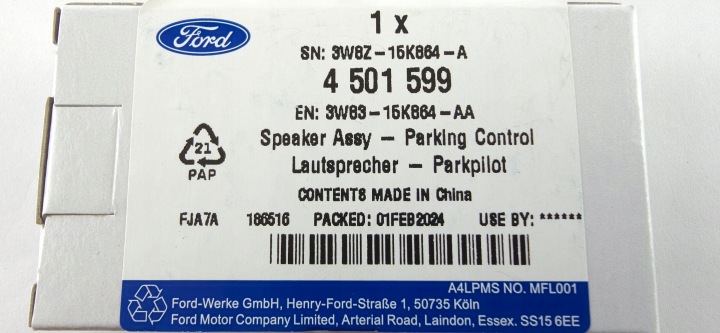 Ford
1 x
SN: 3W8Z-15K864-A
4 501 599
EN: 3W83-15K864-AA
21
PAP
Speaker Assy - Parking Control
Lautsprecher - Parkpilot
CONTENTS MADE IN China
FJA7A 186516 PACKED: 01FEB2024 USE BY: ******
A4LPMS NO. MFL001
Ford-Werke GmbH, Henry-Ford-Straße 1, 50735 Köln
Ford Motor Company Limited, Arterial Road, Laindon, Essex. SS15 6EE